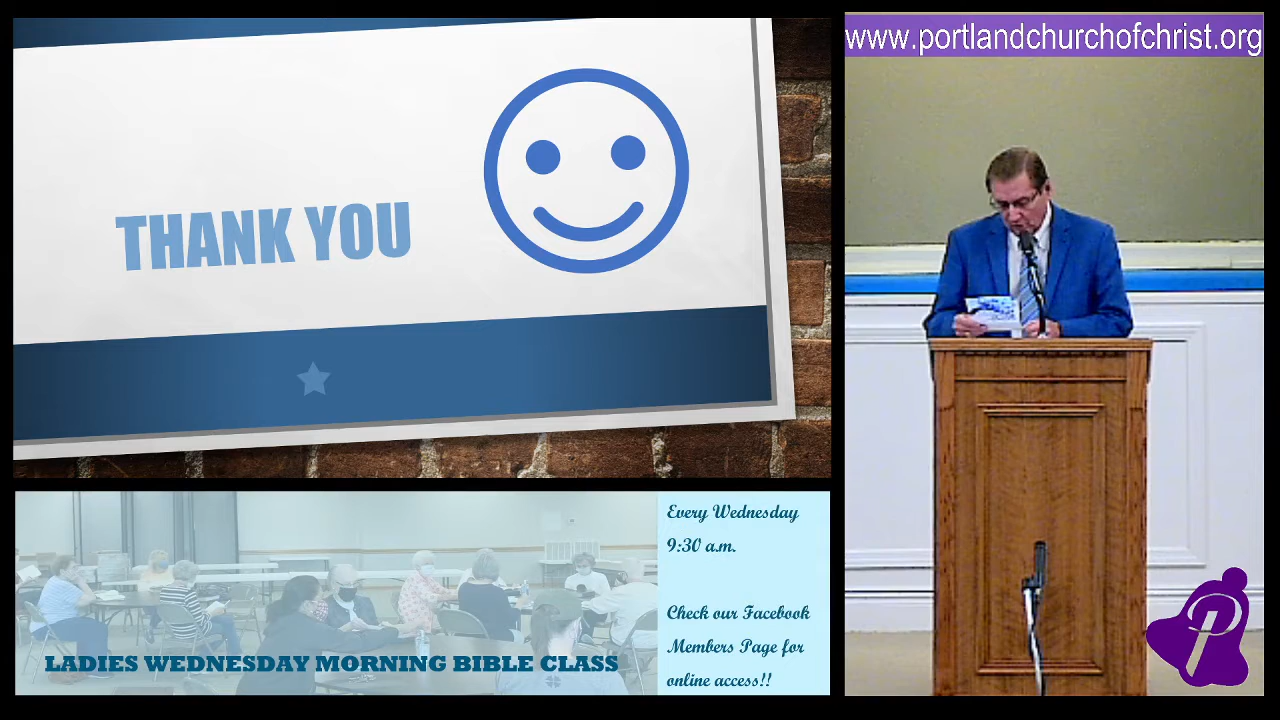 THANK YOU
www.portlandchurchofchrist.org
Every Wednesday
9:30 a.m.
Check our Facebook
Members Page for
online access!!
LADIES WEDNESDAY MORNING BIBLE CLASS
P